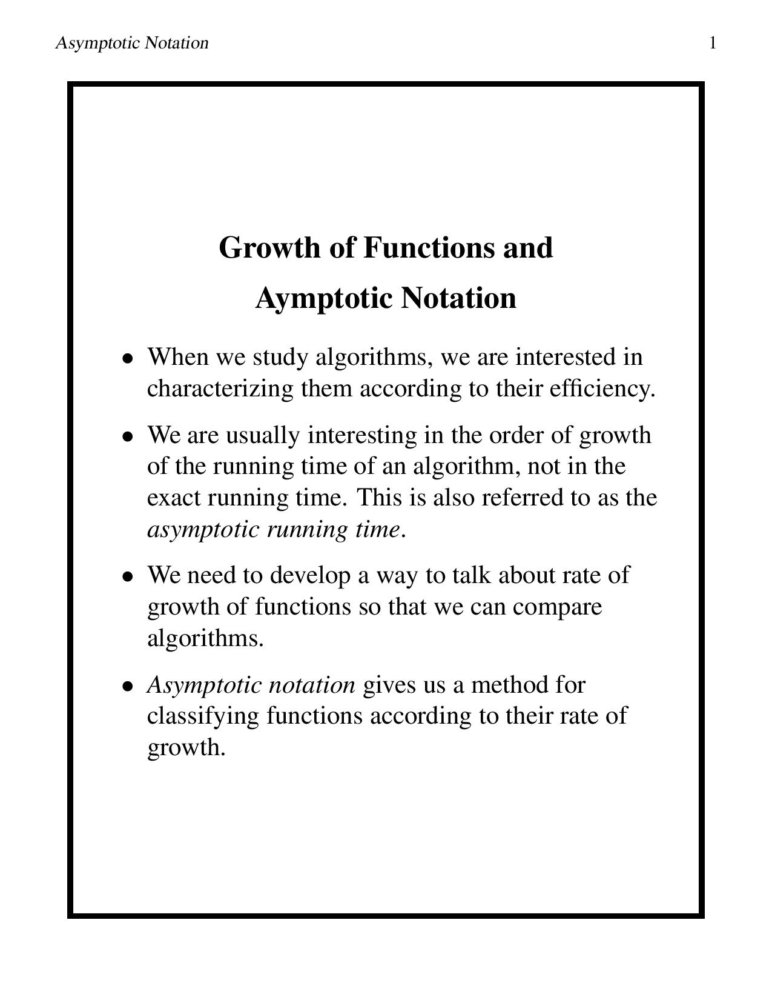 Asymptotic Notation 1
Growth of Functions and
Aymptotic Notation
• When we study algorithms, we are interested in
characterizing them according to their efficiency.
• We are usually interesting in the order of growth
of the running time of an algorithm, not in the
exact running time. This is also referred to as the
asymptotic running time.
• We need to develop a way to talk about rate of
growth of functions so that we can compare
algorithms.
• Asymptotic notation gives us a method for
classifying functions according to their rate of
growth.